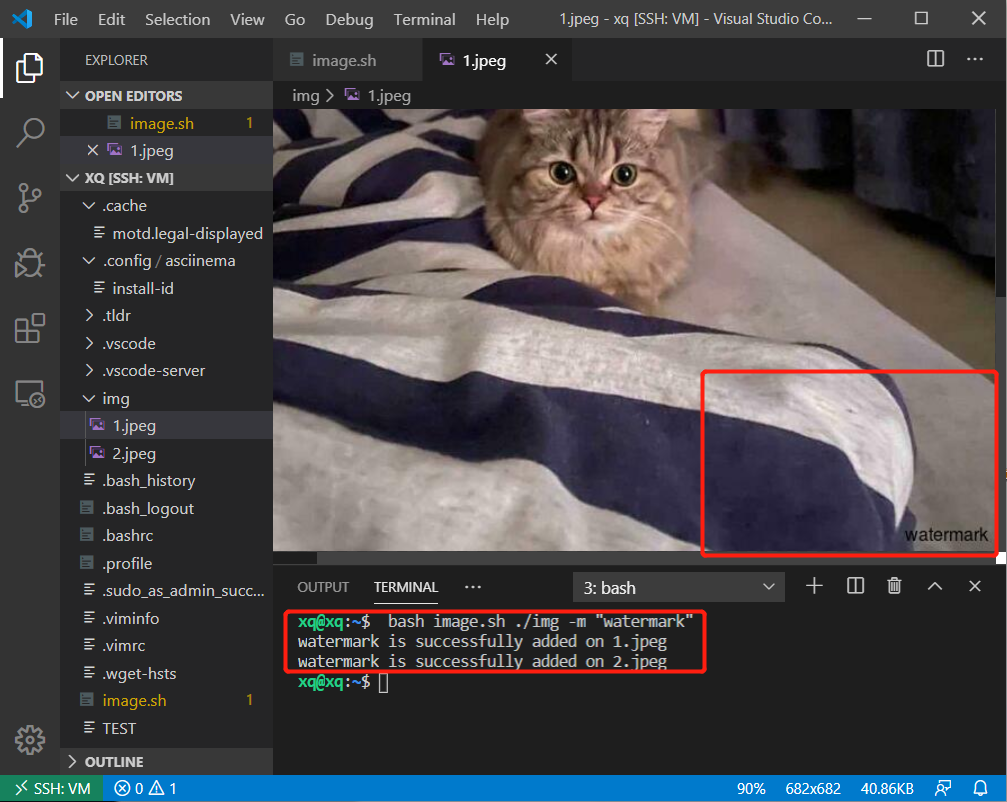 File Edit Selection View Go Debug Terminal Help 1.jpeg - xq [SSH: VM] - Visual Studio Co...
EXPLORER
OPEN EDITORS
image.sh 1
1.jpeg
XQ [SSH: VM]
.cache
motd.legal-displayed
.config / asciinema
install-id
.tldr
.vscode
.vscode-server
img
1.jpeg
2.jpeg
.bash_history
.bash_logout
.bashrc
.profile
.sudo_as_admin_succ...
.viminfo
.vimrc
.wget-hsts
image.sh 1
TEST
OUTLINE
image.sh 1.jpeg
img > 1.jpeg
watermark
OUTPUT TERMINAL ... 3: bash
xq@xq:~$ bash image.sh ./img -m "watermark"
watermark is successfully added on 1.jpeg
watermark is successfully added on 2.jpeg
xq@xq:~$
SSH: VM 0 1 90% 682x682 40.86KB